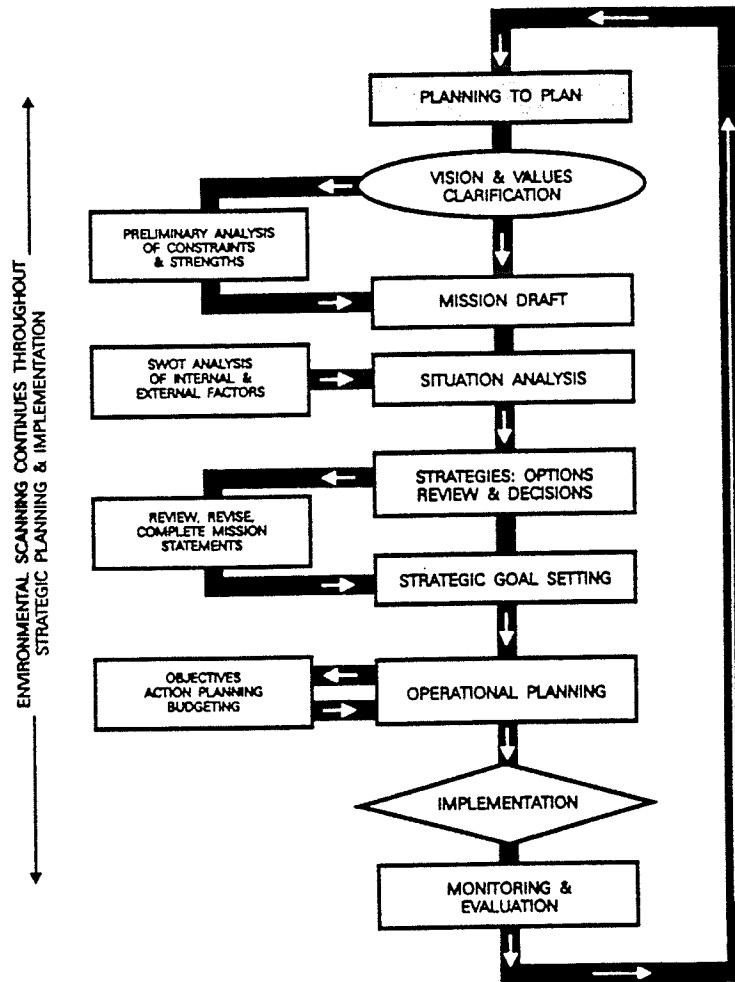 PLANNING TO PLAN
VISION & VALUES
CLARIFICATION
PRELIMINARY ANALYSIS
OF CONSTRAINTS
& STRENGTHS
MISSION DRAFT
SWOT ANALYSIS
OF INTERNAL &
EXTERNAL FACTORS
SITUATION ANALYSIS
STRATEGIES: OPTIONS
REVIEW & DECISIONS
REVIEW, REVISE,
COMPLETE MISSION
STATEMENTS
STRATEGIC GOAL SETTING
OBJECTIVES
ACTION PLANNING
BUDGETING
OPERATIONAL PLANNING
IMPLEMENTATION
MONITORING &
EVALUATION
ENVIRONMENTAL SCANNING CONTINUES THROUGHOUT
STRATEGIC PLANNING & IMPLEMENTATION